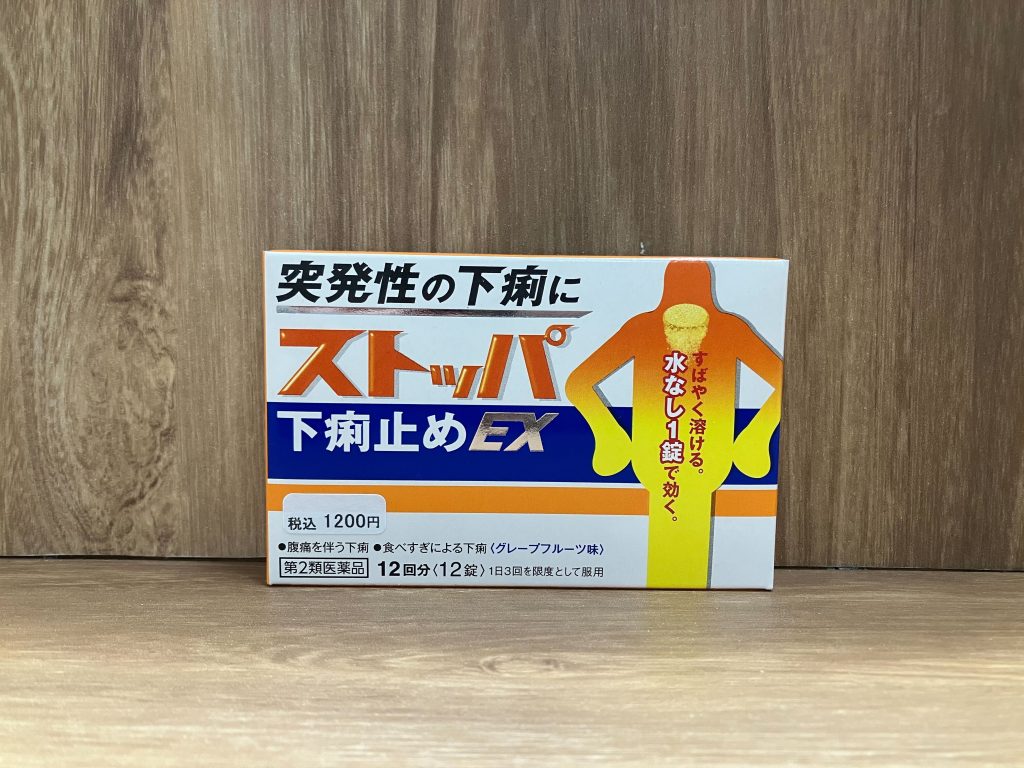 突発性の下痢に
ストッパ
下痢止めEX
すばやく溶ける。
水なし1錠で効く。
税込 1200円
●腹痛を伴う下痢 ●食べすぎによる下痢〈グレープフルーツ味〉
第2類医薬品 12回分〈12錠〉1日3回を限度として服用